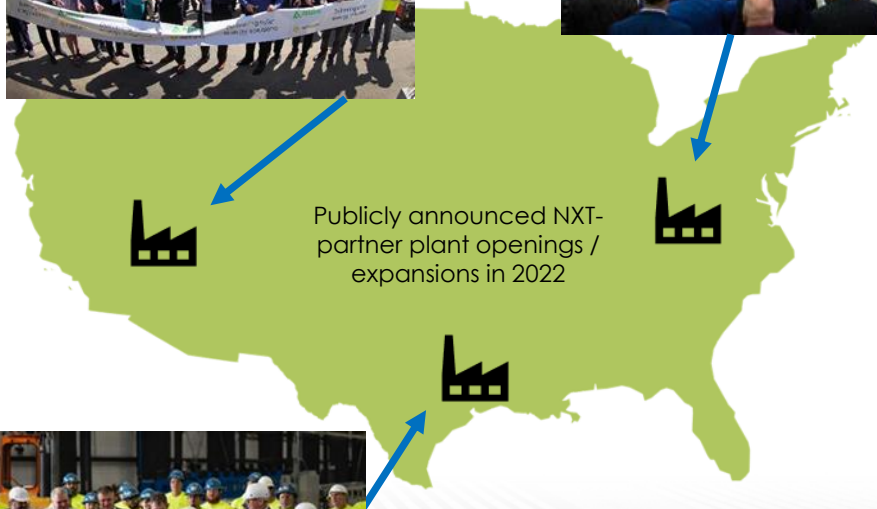 Publicly announced NXT-
partner plant openings /
expansions in 2022